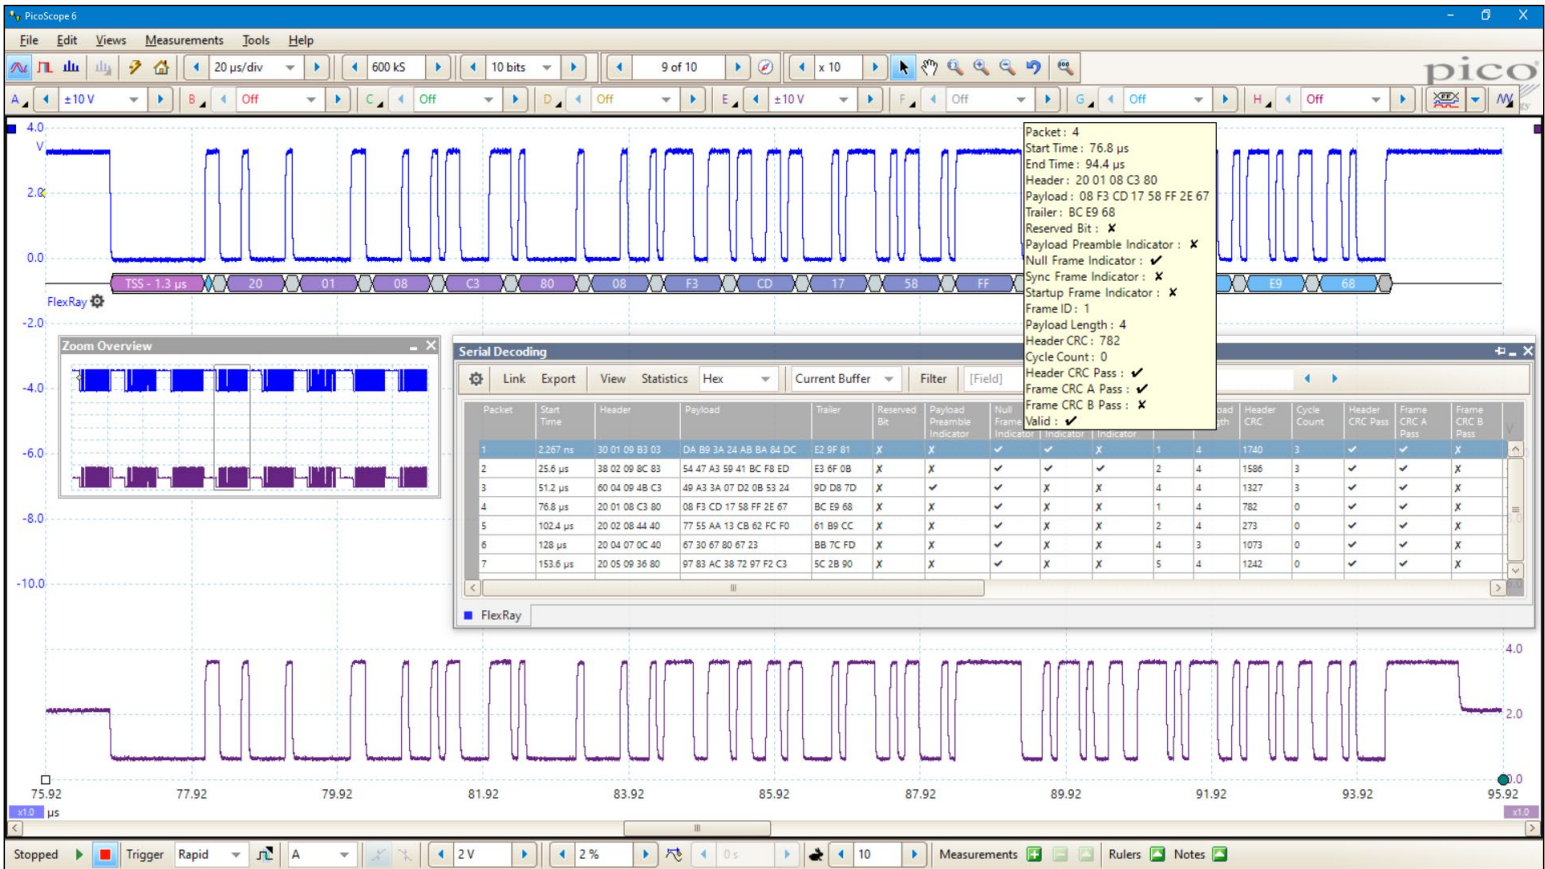 PicoScope 6
File Edit Views Measurements Tools Help
20 µs/div 600 kS 10 bits 9 of 10 x 10
pico
A ±10 V B Off C Off D Off E ±10 V F Off G Off H Off
4.0
V
2.0
0.0
-2.0
-4.0
-6.0
-8.0
-10.0
TSS - 1.3 µs 20 01 08 C3 80 08 F3 CD 17 58 FF E9 68
FlexRay
Packet : 4
Start Time : 76.8 µs
End Time : 94.4 µs
Header : 20 01 08 C3 80
Payload : 08 F3 CD 17 58 FF 2E 67
Trailer : BC E9 68
Reserved Bit : ✘
Payload Preamble Indicator : ✘
Null Frame Indicator : ✔
Sync Frame Indicator : ✘
Startup Frame Indicator : ✘
Frame ID : 1
Payload Length : 4
Header CRC : 782
Cycle Count : 0
Header CRC Pass : ✔
Frame CRC A Pass : ✔
Frame CRC B Pass : ✘
Valid : ✔
Zoom Overview
Serial Decoding
Link Export View Statistics Hex Current Buffer Filter [Field]
Packet Start Time Header Payload Trailer Reserved Bit Payload Preamble Indicator Null Frame Indicator Indicator Indicator Header CRC Cycle Count Header CRC Pass Frame CRC A Pass Frame CRC B Pass
1 2.267 ns 30 01 09 B3 03 DA B9 3A 24 AB BA 84 DC E2 9F 81 X X ✔ ✔ X 1 4 1740 3 ✔ ✔ X
2 25.6 µs 38 02 09 8C 83 54 47 A3 59 41 BC F8 ED E3 6F 0B X X ✔ ✔ ✔ 2 4 1586 3 ✔ ✔ X
3 51.2 µs 60 04 09 4B C3 49 A3 3A 07 D2 0B 53 24 9D D8 7D X ✔ ✔ X X 4 4 1327 3 ✔ ✔ X
4 76.8 µs 20 01 08 C3 80 08 F3 CD 17 58 FF 2E 67 BC E9 68 X X ✔ X X 1 4 782 0 ✔ ✔ X
5 102.4 µs 20 02 08 44 40 77 55 AA 13 CB 62 FC F0 61 B9 CC X X ✔ X X 2 4 273 0 ✔ ✔ X
6 128 µs 20 04 07 0C 40 67 30 67 80 67 23 BB 7C FD X X ✔ X X 4 3 1073 0 ✔ ✔ X
7 153.6 µs 20 05 09 36 80 97 83 AC 38 72 97 F2 C3 5C 2B 90 X X ✔ X X 5 4 1242 0 ✔ ✔ X
FlexRay
4.0
2.0
0.0
75.92 77.92 79.92 81.92 83.92 85.92 87.92 89.92 91.92 93.92 95.92
x1.0 µs x1.0
Stopped Trigger Rapid A 2 V 2 % 0 s 10 Measurements Rulers Notes